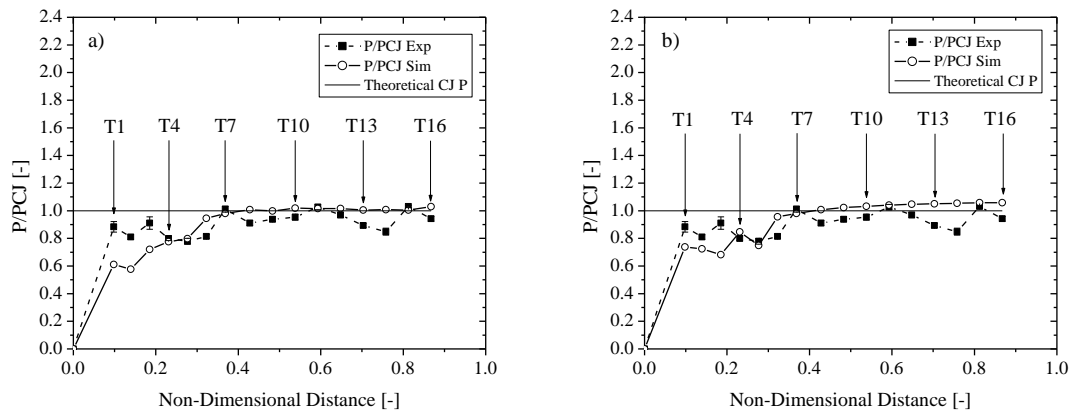 a)
P/PCJ Exp
P/PCJ Sim
Theoretical CJ P
T1 T4 T7 T10 T13 T16
2.4
2.2
2.0
1.8
1.6
1.4
1.2
1.0
0.8
0.6
0.4
0.2
0.0
P/PCJ [-]
0.0 0.2 0.4 0.6 0.8 1.0
Non-Dimensional Distance [-]
b)
P/PCJ Exp
P/PCJ Sim
Theoretical CJ P
T1 T4 T7 T10 T13 T16
2.4
2.2
2.0
1.8
1.6
1.4
1.2
1.0
0.8
0.6
0.4
0.2
0.0
P/PCJ [-]
0.0 0.2 0.4 0.6 0.8 1.0
Non-Dimensional Distance [-]